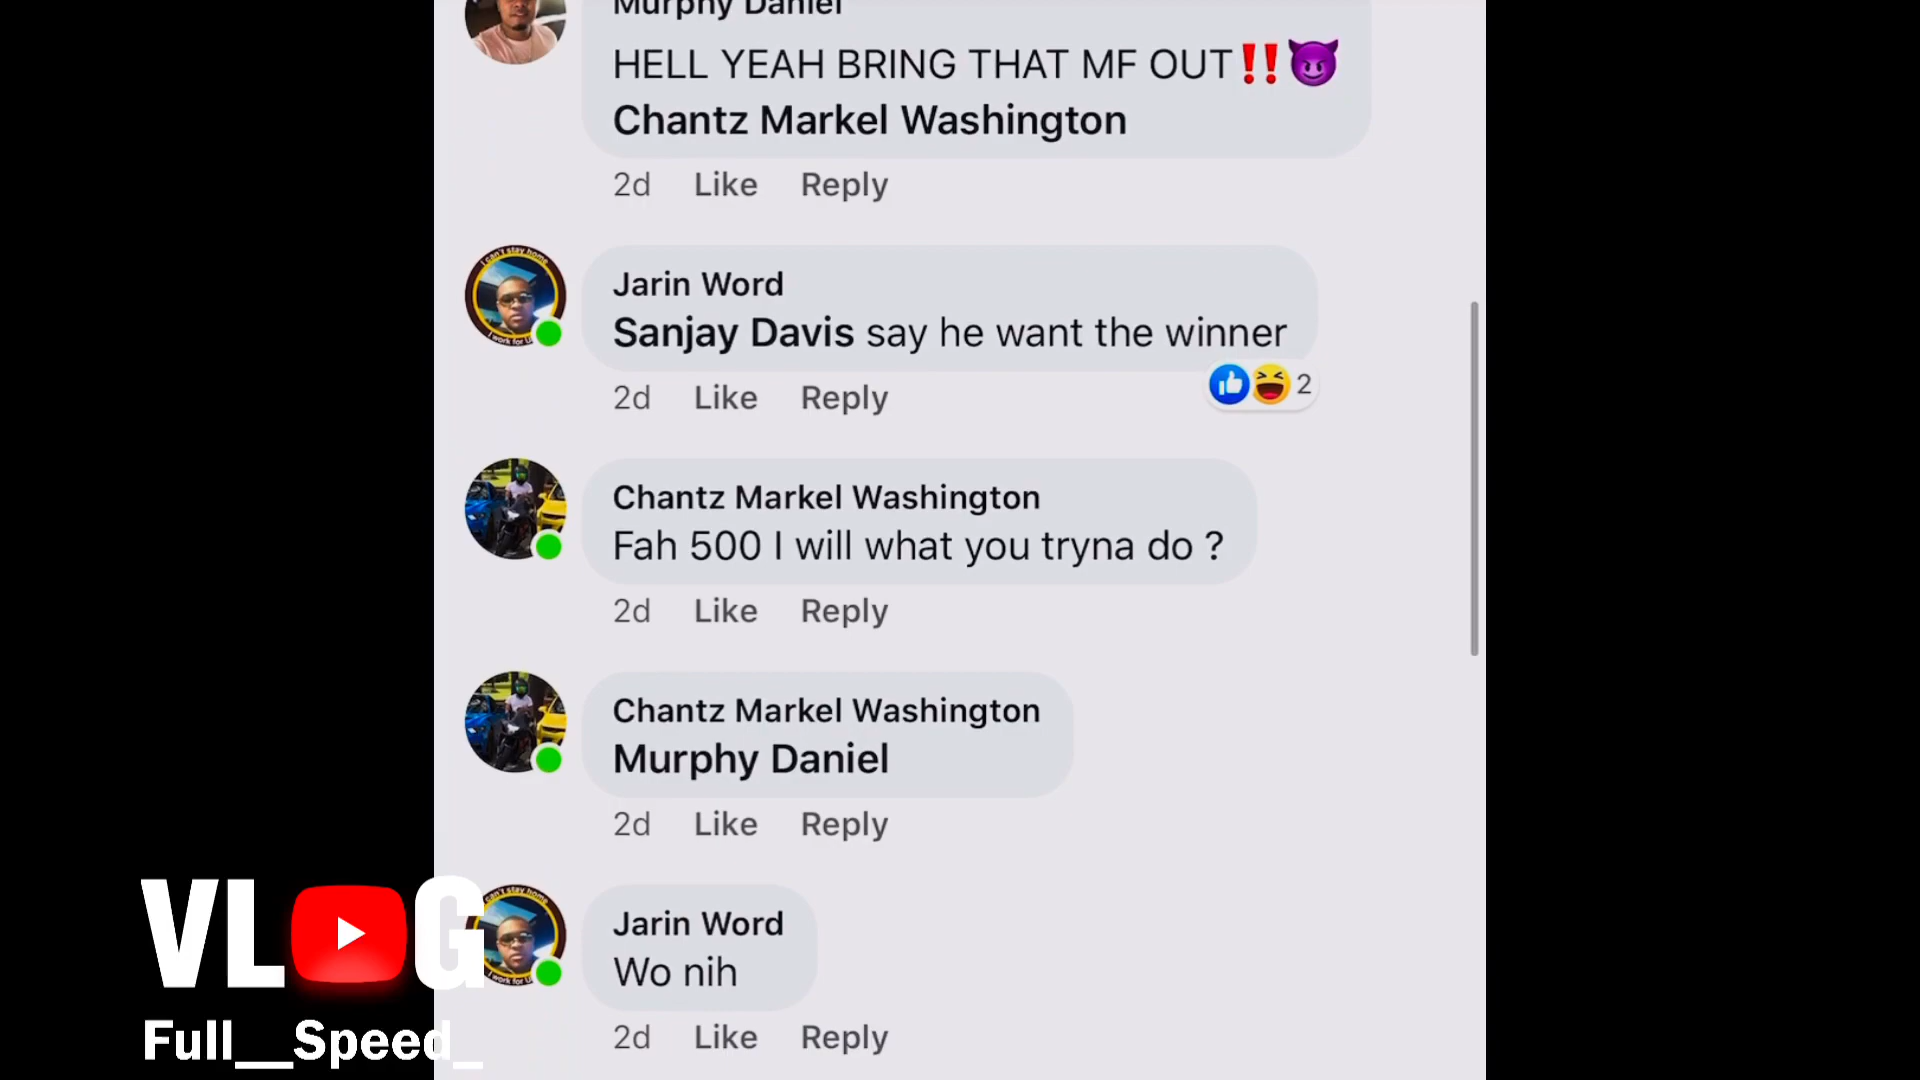 Murphy Daniel
HELL YEAH BRING THAT MF OUT‼️😈
Chantz Markel Washington
2d Like Reply
Jarin Word
Sanjay Davis say he want the winner
2d Like Reply 2
Chantz Markel Washington
Fah 500 I will what you tryna do ?
2d Like Reply
Chantz Markel Washington
Murphy Daniel
2d Like Reply
Jarin Word
Wo nih
2d Like Reply
VLOG
Full__Speed_